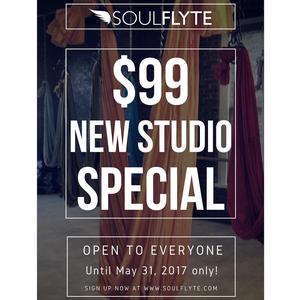 SOULFLYTE
$99
NEW STUDIO
SPECIAL
OPEN TO EVERYONE
Until May 31, 2017 only!
SIGN UP NOW AT WWW.SOULFLYTE.COM